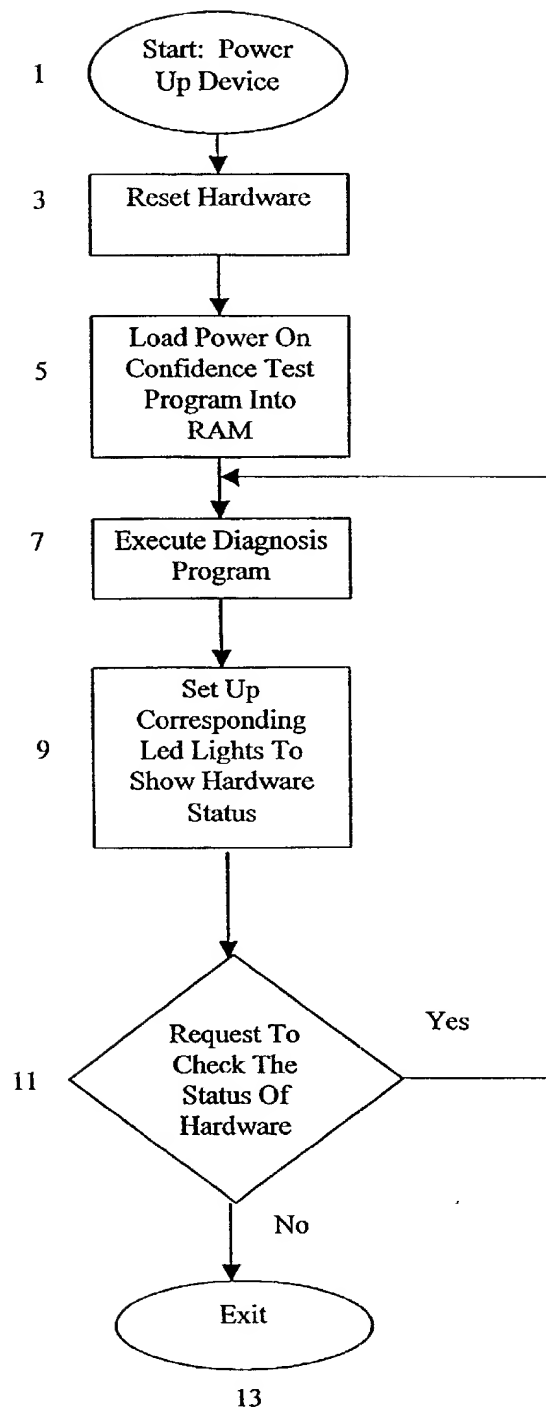 1
Start: Power
Up Device
3
Reset Hardware
5
Load Power On
Confidence Test
Program Into
RAM
7
Execute Diagnosis
Program
9
Set Up
Corresponding
Led Lights To
Show Hardware
Status
11
Request To
Check The
Status Of
Hardware
Yes
No
Exit
13